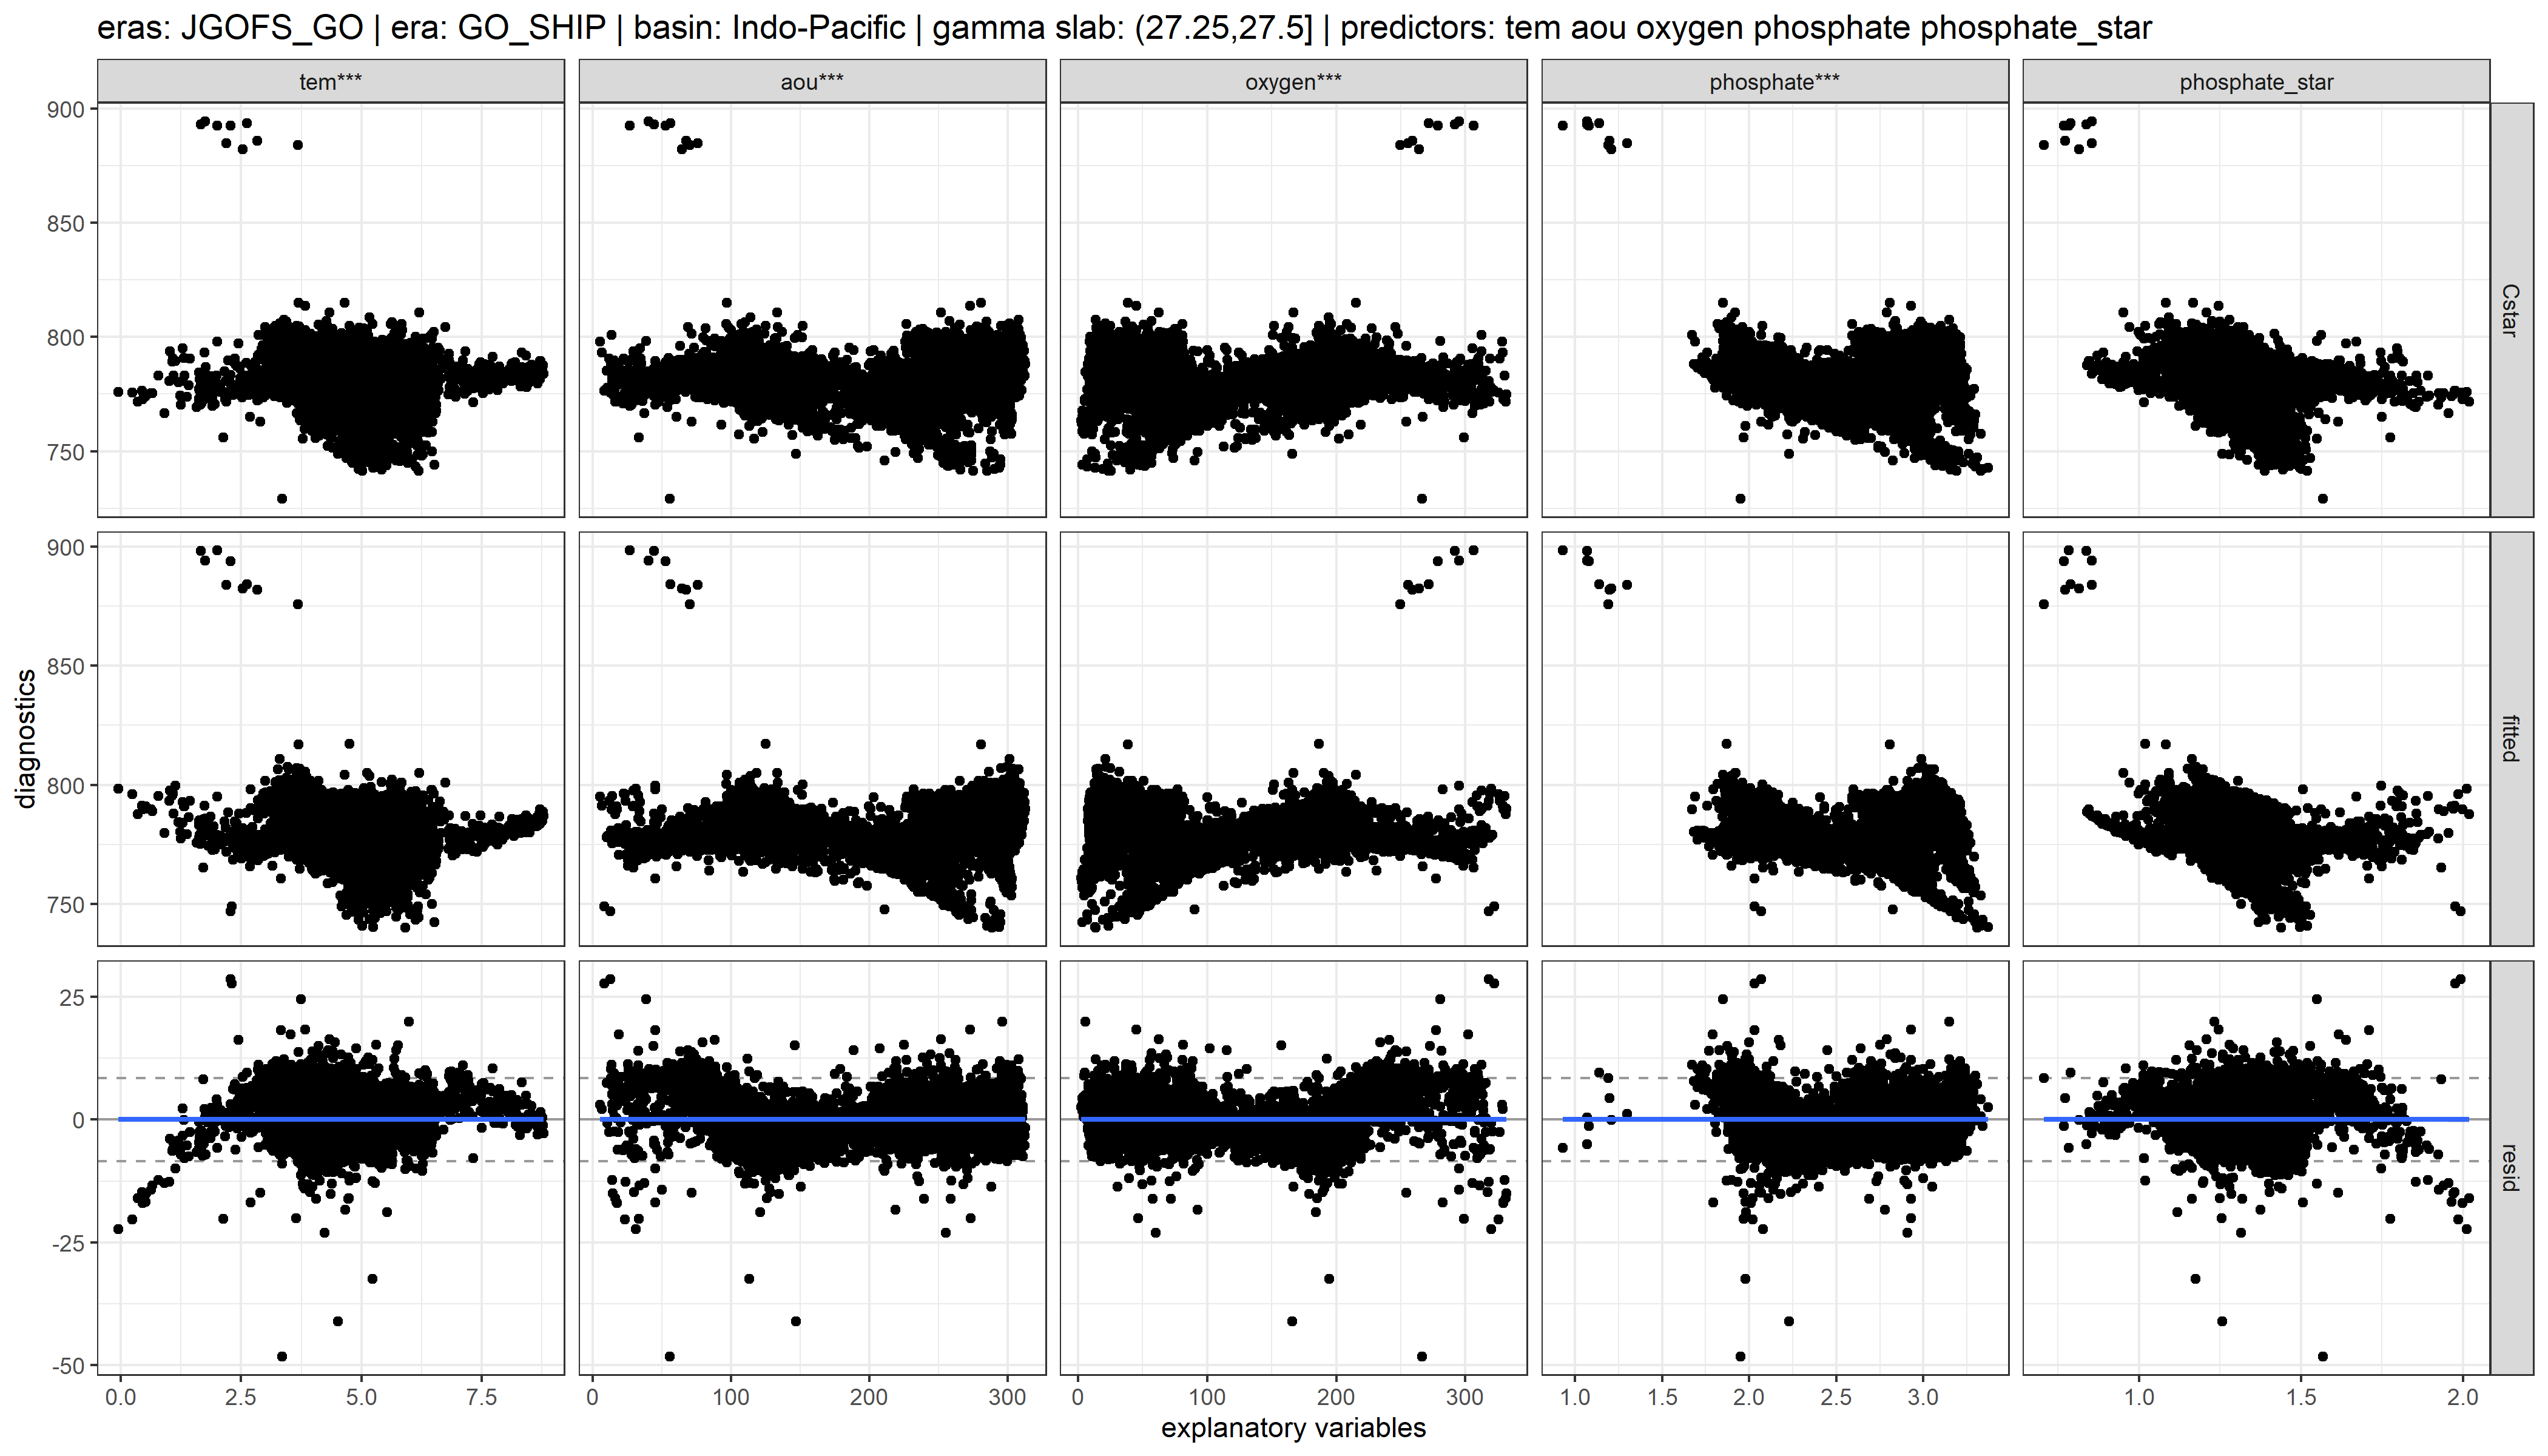 eras: JGOFS_GO | era: GO_SHIP | basin: Indo-Pacific | gamma slab: (27.25,27.5] | predictors: tem aou oxygen phosphate phosphate_star
tem*** aou*** oxygen*** phosphate*** phosphate_star
900
850
800
750
Cstar
diagnostics
900
850
800
750
fitted
25
0
-25
-50
resid
0.0 2.5 5.0 7.5 0 100 200 300 0 100 200 300 1.0 1.5 2.0 2.5 3.0 1.0 1.5 2.0
explanatory variables